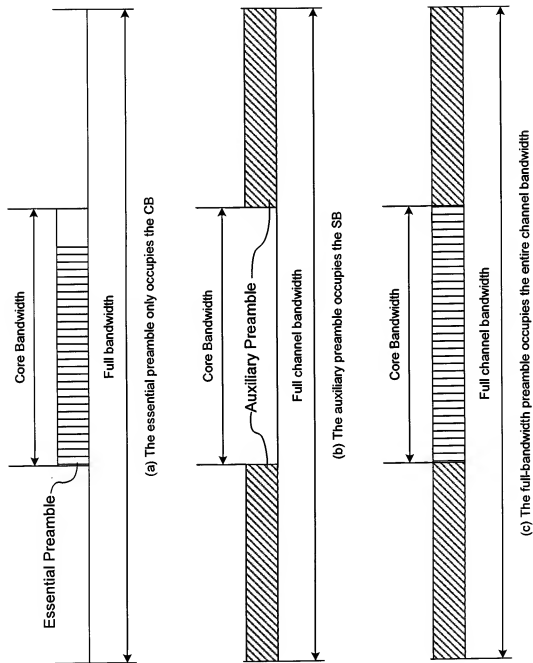 Core Bandwidth
Essential Preamble
Full bandwidth
(a) The essential preamble only occupies the CB
Core Bandwidth
Auxiliary Preamble
Full channel bandwidth
(b) The auxiliary preamble occupies the SB
Core Bandwidth
Full channel bandwidth
(c) The full-bandwidth preamble occupies the entire channel bandwidth